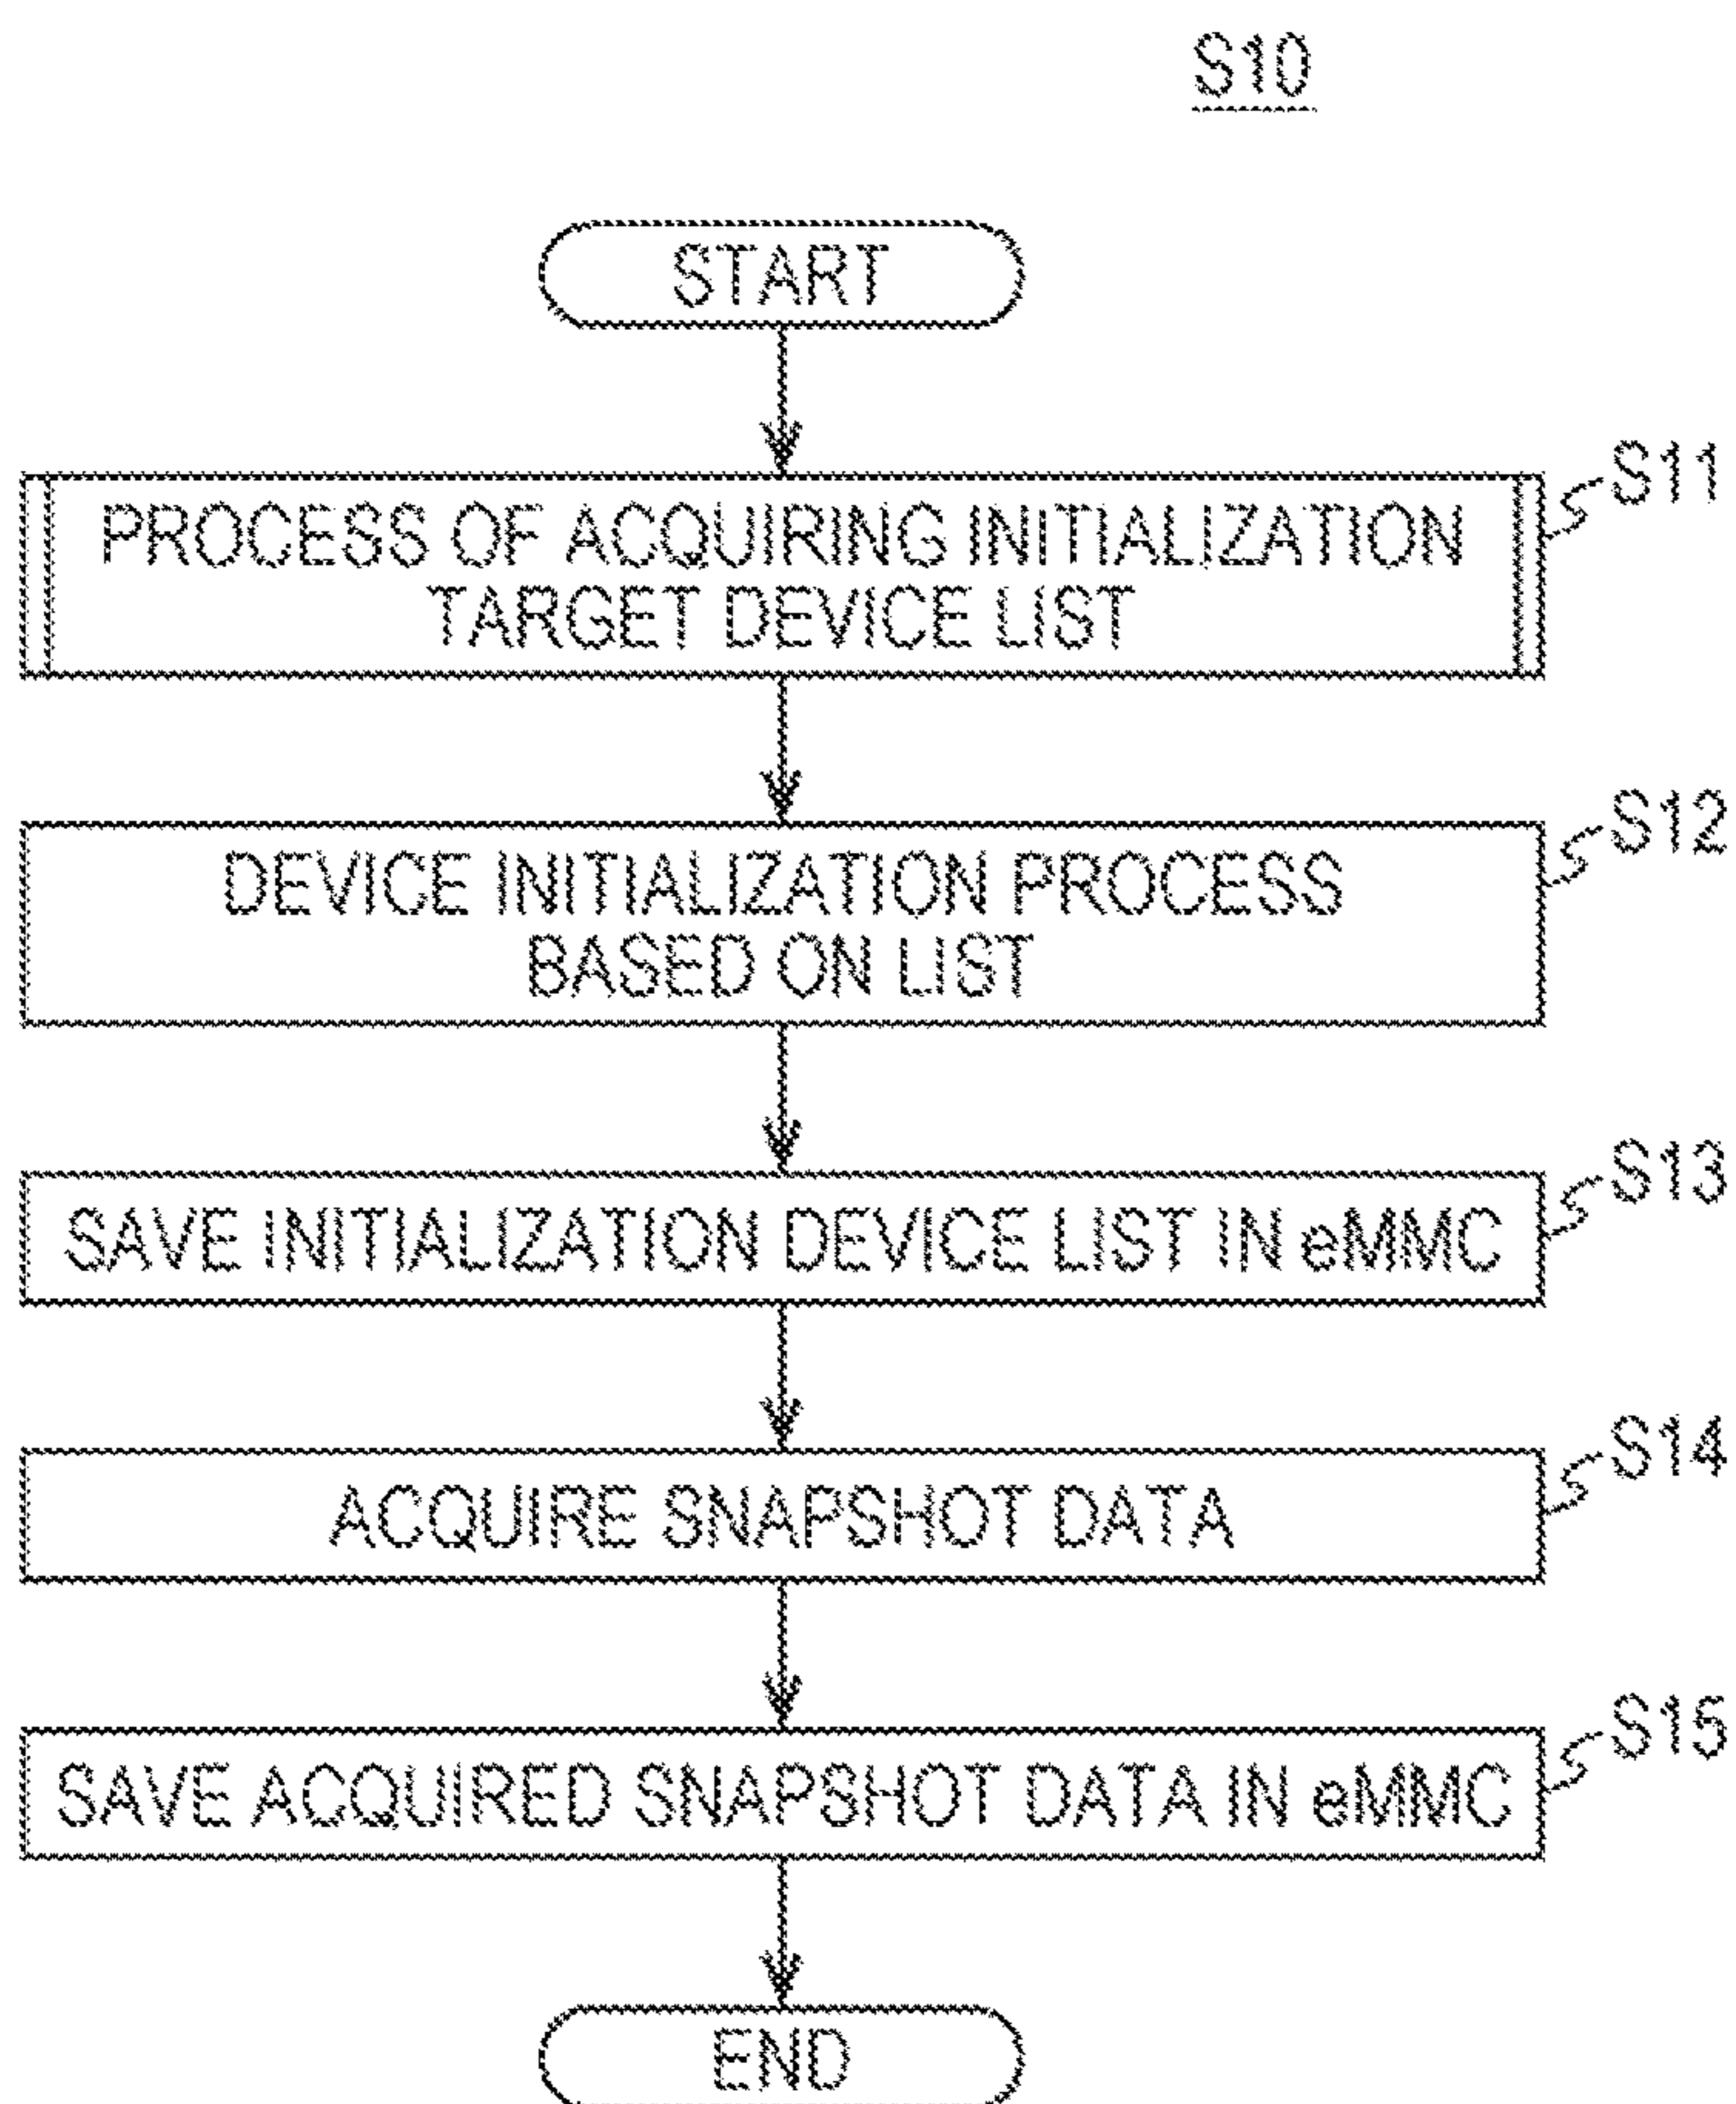 S10
START
S11
PROCESS OF ACQUIRING INITIALIZATION
TARGET DEVICE LIST
S12
DEVICE INITIALIZATION PROCESS
BASED ON LIST
S13
SAVE INITIALIZATION DEVICE LIST IN eMMC
S14
ACQUIRE SNAPSHOT DATA
S15
SAVE ACQUIRED SNAPSHOT DATA IN eMMC
END